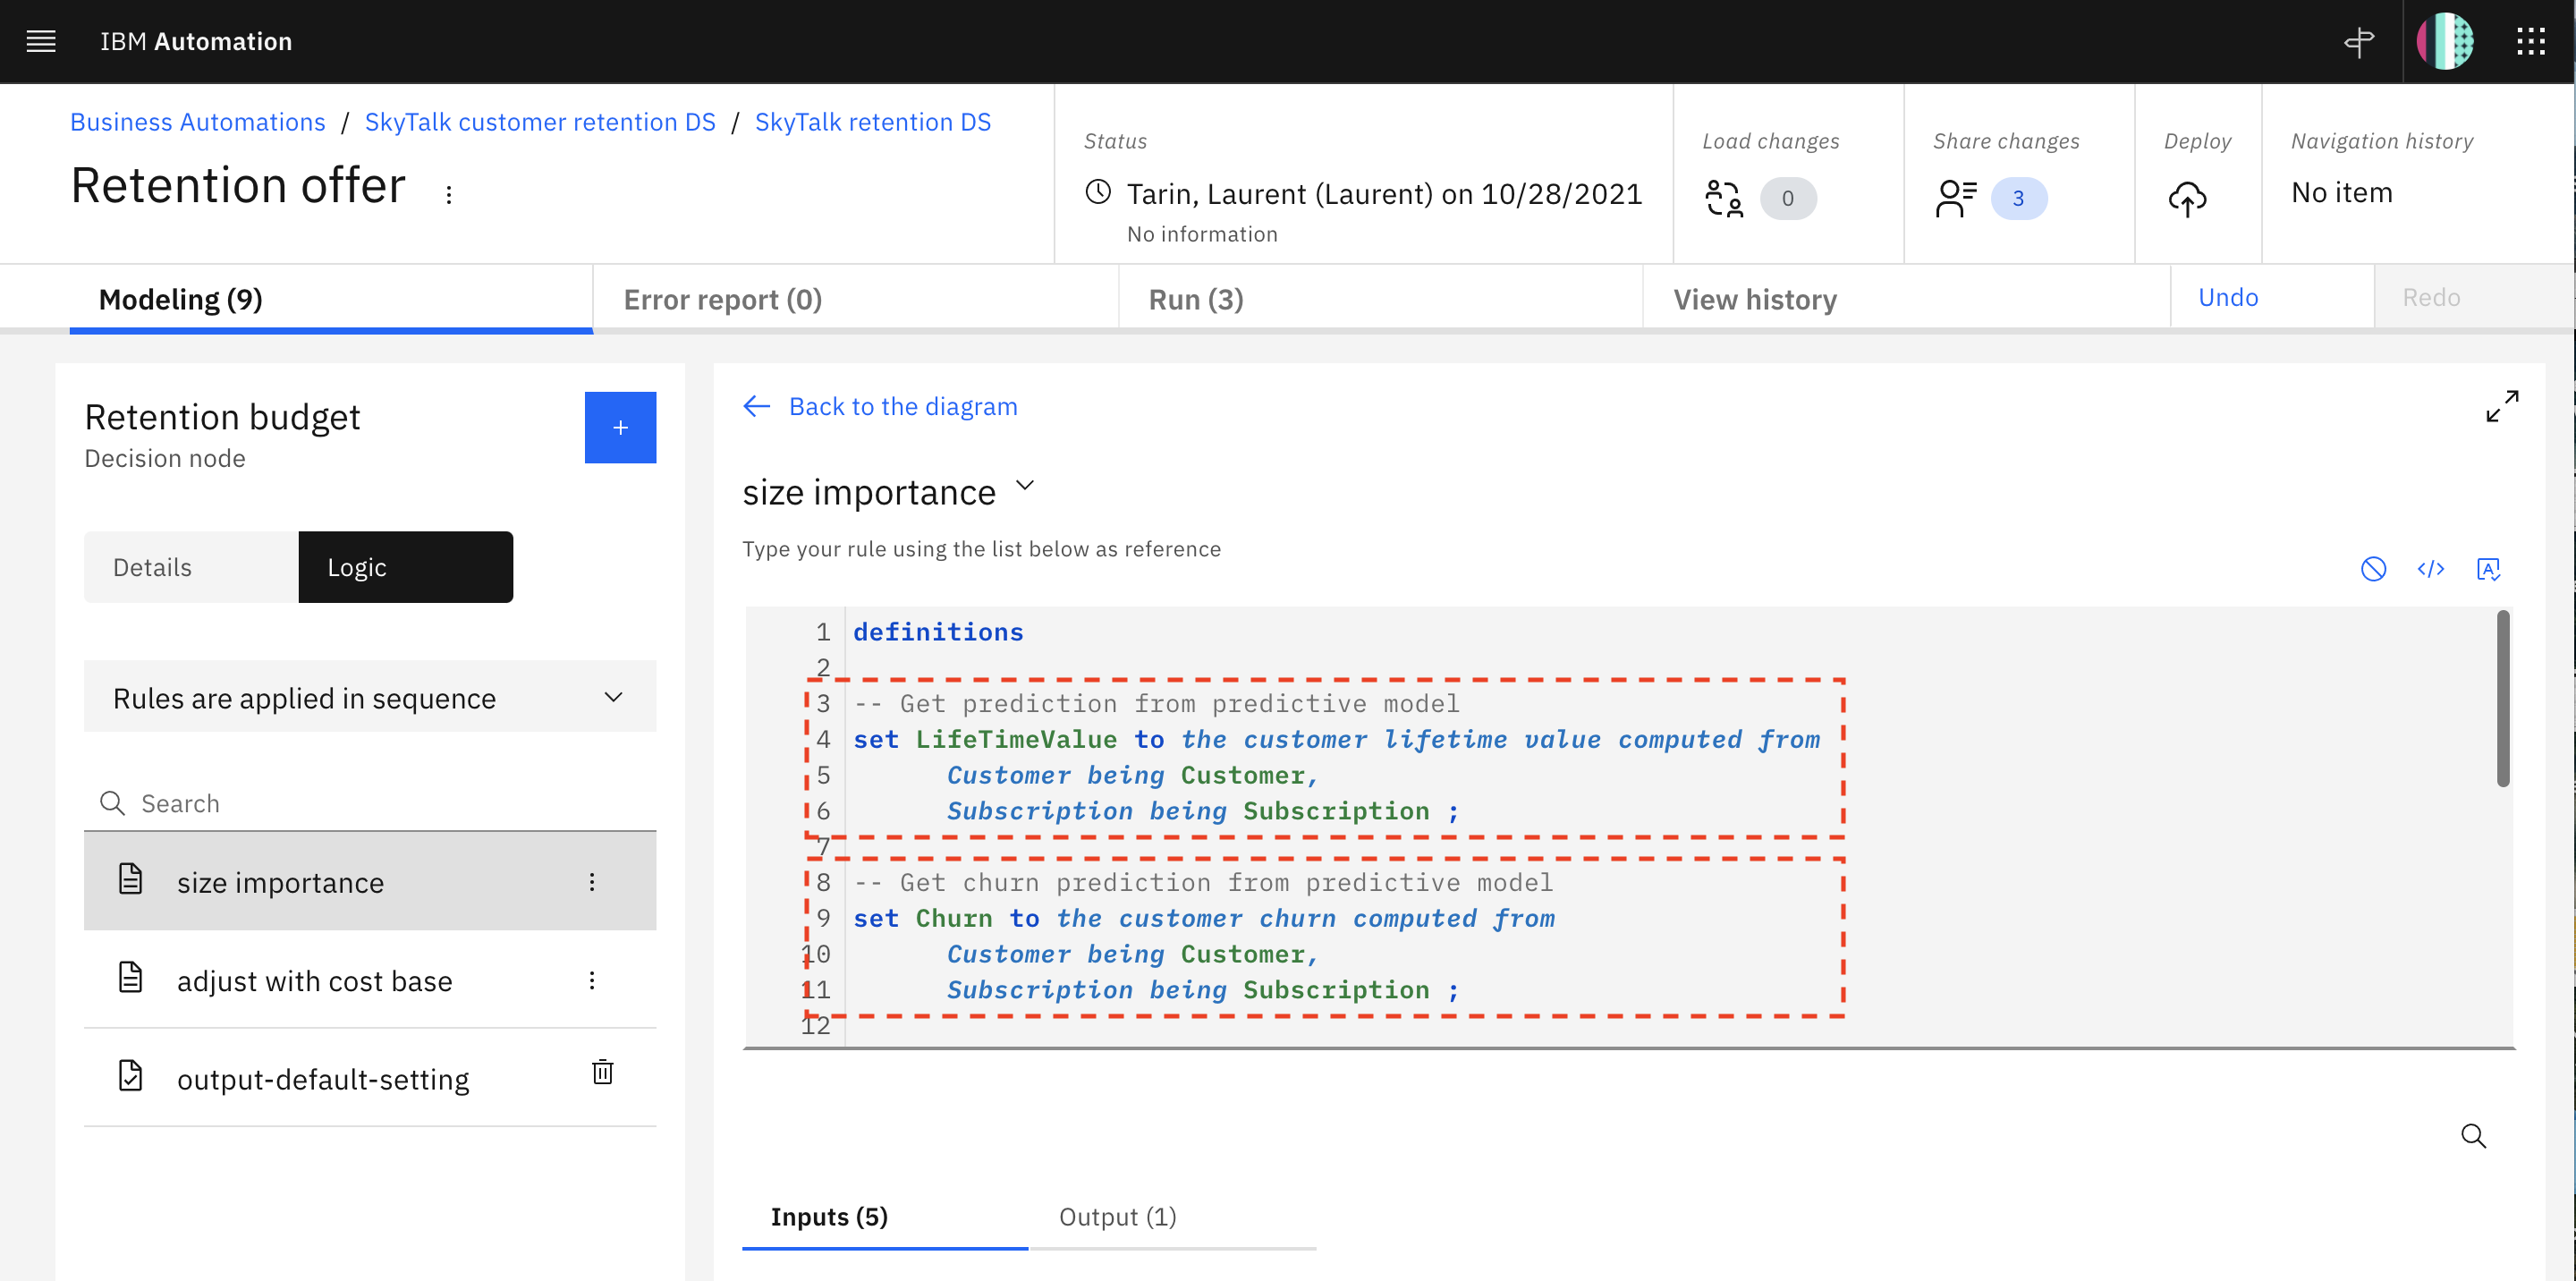 IBM Automation
Business Automations / SkyTalk customer retention DS / SkyTalk retention DS
Retention offer
Status
Tarin, Laurent (Laurent) on 10/28/2021
No information
Load changes
0
Share changes
3
Deploy
Navigation history
No item
Modeling (9)
Error report (0)
Run (3)
View history
Undo
Redo
Retention budget
Decision node
+
Details
Logic
Rules are applied in sequence
Search
size importance
adjust with cost base
output-default-setting
Back to the diagram
size importance
Type your rule using the list below as reference
</>
A
1 definitions
2
3 -- Get prediction from predictive model
4 set LifeTimeValue to the customer lifetime value computed from
5 Customer being Customer,
6 Subscription being Subscription ;
7
8 -- Get churn prediction from predictive model
9 set Churn to the customer churn computed from
10 Customer being Customer,
11 Subscription being Subscription ;
12
Inputs (5)
Output (1)